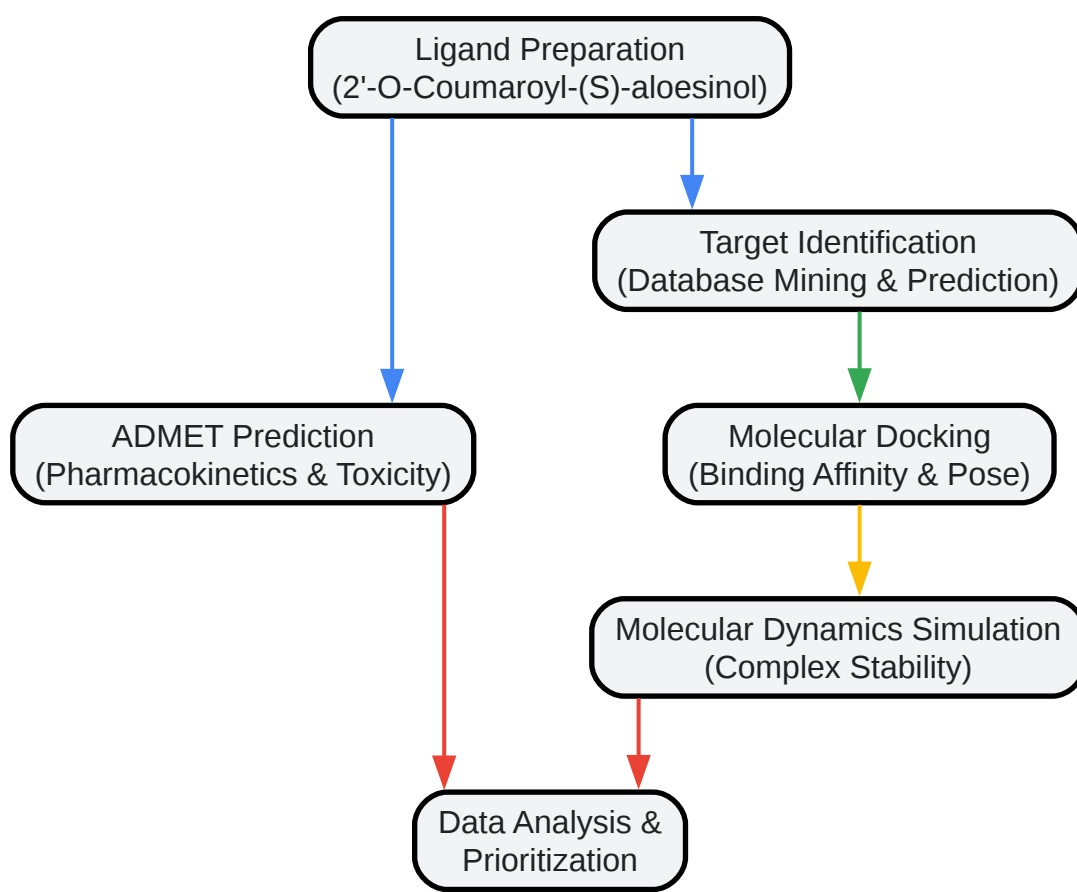 Ligand Preparation
(2'-O-Coumaroyl-(S)-aloesinol)
Target Identification
(Database Mining & Prediction)
ADMET Prediction
(Pharmacokinetics & Toxicity)
Molecular Docking
(Binding Affinity & Pose)
Molecular Dynamics Simulation
(Complex Stability)
Data Analysis &
Prioritization